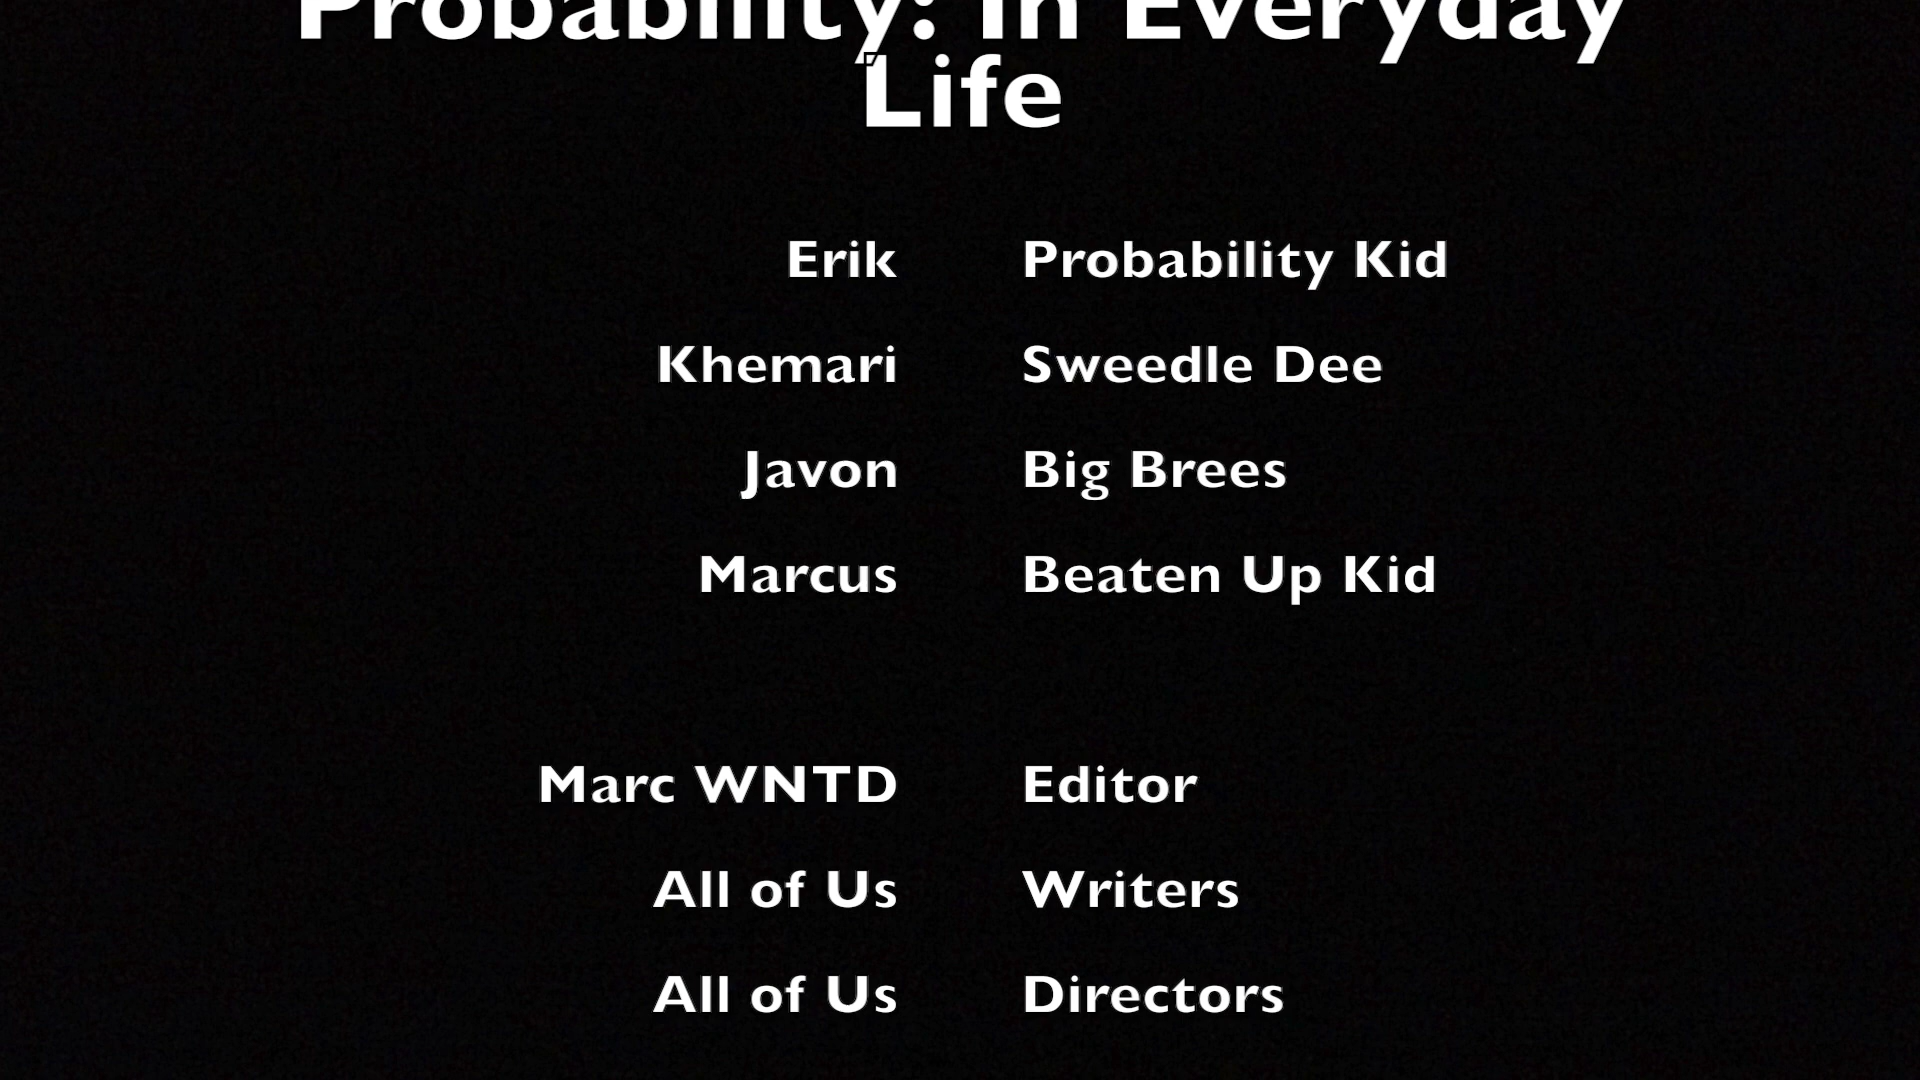 Probability: In Everyday
Life
Erik Probability Kid
Khemari Sweedle Dee
Javon Big Brees
Marcus Beaten Up Kid
Marc WNTD Editor
All of Us Writers
All of Us Directors